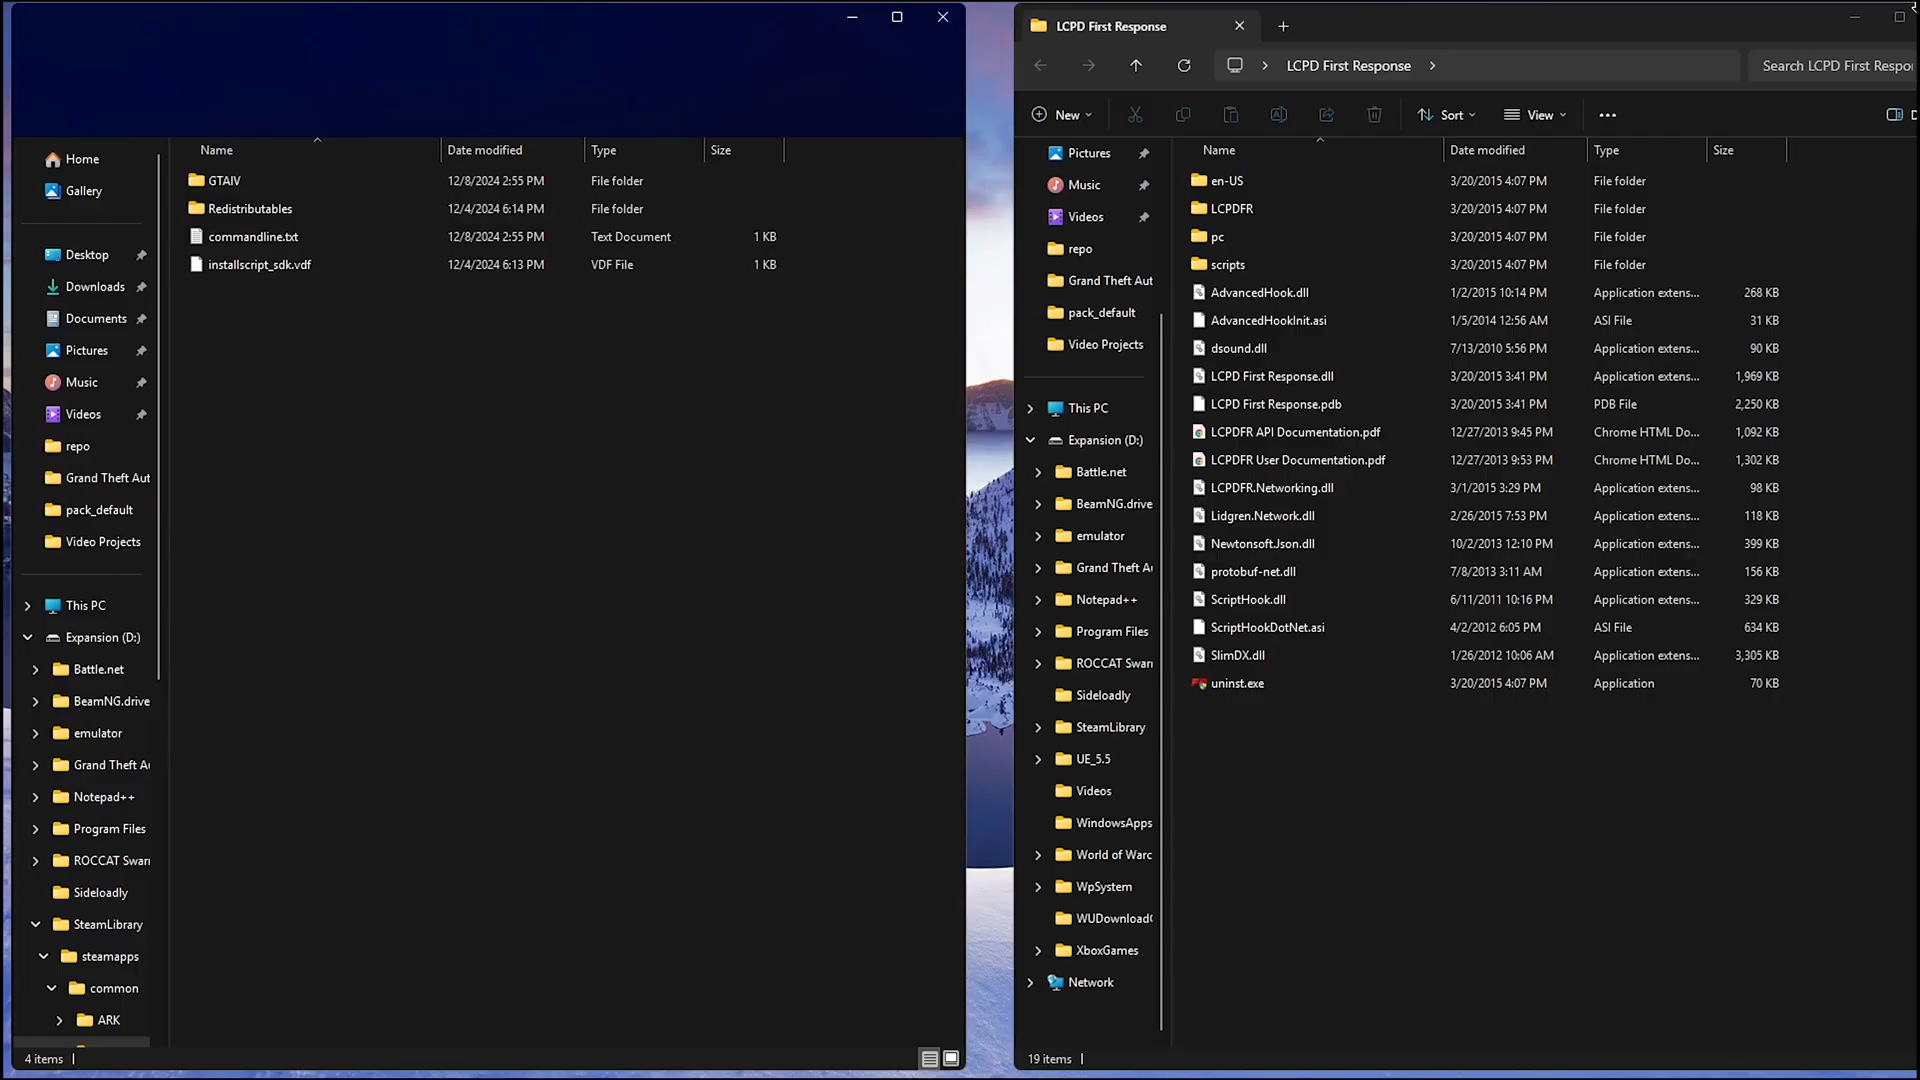 Name Date modified Type Size
Home
Gallery
GTAIV 12/8/2024 2:55 PM File folder
Redistributables 12/4/2024 6:14 PM File folder
commandline.txt 12/8/2024 2:55 PM Text Document 1 KB
installscript_sdk.vdf 12/4/2024 6:13 PM VDF File 1 KB
Desktop
Downloads
Documents
Pictures
Music
Videos
repo
Grand Theft Aut
pack_default
Video Projects
This PC
Expansion (D:)
Battle.net
BeamNG.drive
emulator
Grand Theft Au
Notepad++
Program Files
ROCCAT Swarm
Sideloadly
SteamLibrary
steamapps
common
ARK
4 items
LCPD First Response
LCPD First Response
Search LCPD First Respo
New
Sort
View
D
Name Date modified Type Size
Pictures
Music
Videos
repo
Grand Theft Aut
pack_default
Video Projects
This PC
Expansion (D:)
Battle.net
BeamNG.drive
emulator
Grand Theft Au
Notepad++
Program Files
ROCCAT Swarm
Sideloadly
SteamLibrary
UE_5.5
Videos
WindowsApps
World of Warc
WpSystem
WUDownloadC
XboxGames
Network
en-US 3/20/2015 4:07 PM File folder
LCPDFR 3/20/2015 4:07 PM File folder
pc 3/20/2015 4:07 PM File folder
scripts 3/20/2015 4:07 PM File folder
AdvancedHook.dll 1/2/2015 10:14 PM Application extens... 268 KB
AdvancedHookInit.asi 1/5/2014 12:56 AM ASI File 31 KB
dsound.dll 7/13/2010 5:56 PM Application extens... 90 KB
LCPD First Response.dll 3/20/2015 3:41 PM Application extens... 1,969 KB
LCPD First Response.pdb 3/20/2015 3:41 PM PDB File 2,250 KB
LCPDFR API Documentation.pdf 12/27/2013 9:45 PM Chrome HTML Do... 1,092 KB
LCPDFR User Documentation.pdf 12/27/2013 9:53 PM Chrome HTML Do... 1,302 KB
LCPDFR.Networking.dll 3/1/2015 3:29 PM Application extens... 98 KB
Lidgren.Network.dll 2/26/2015 7:53 PM Application extens... 118 KB
Newtonsoft.Json.dll 10/2/2013 12:10 PM Application extens... 399 KB
protobuf-net.dll 7/8/2013 3:11 AM Application extens... 156 KB
ScriptHook.dll 6/11/2011 10:16 PM Application extens... 329 KB
ScriptHookDotNet.asi 4/2/2012 6:05 PM ASI File 634 KB
SlimDX.dll 1/26/2012 10:06 AM Application extens... 3,305 KB
uninst.exe 3/20/2015 4:07 PM Application 70 KB
19 items